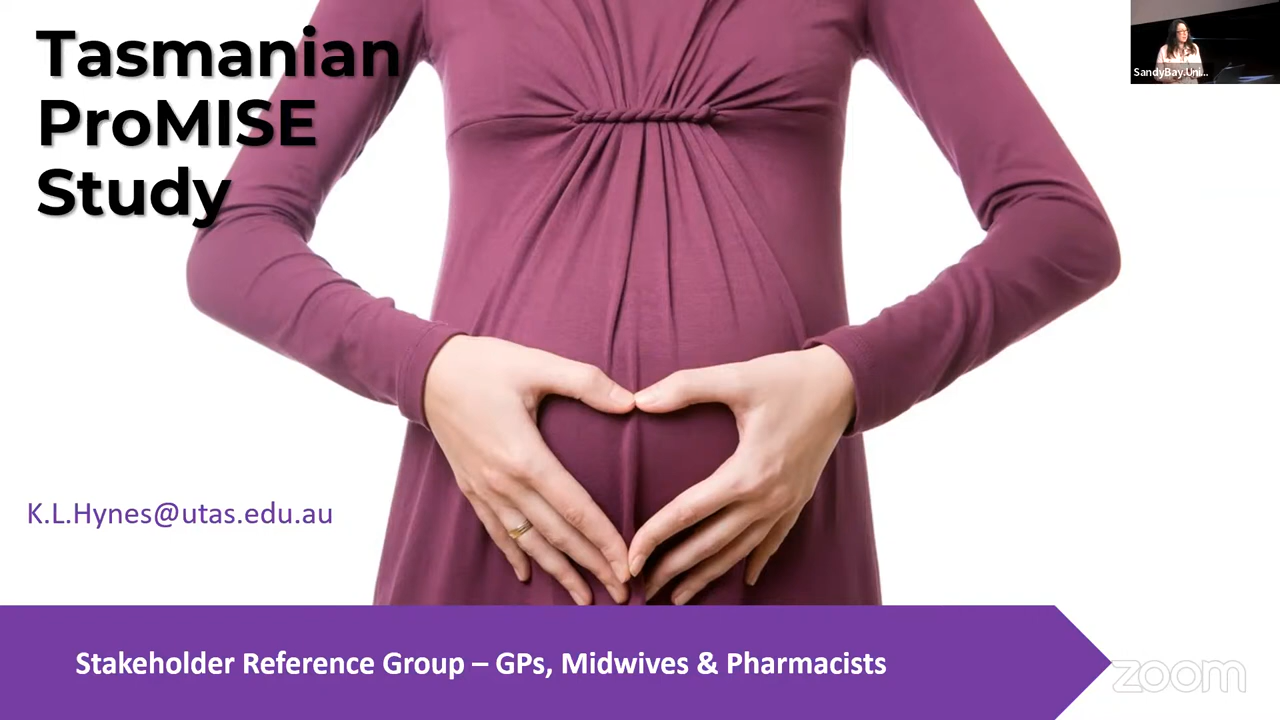 Tasmanian
ProMISE
Study
SandyBay.Uni...
K.L.Hynes@utas.edu.au
Stakeholder Reference Group – GPs, Midwives & Pharmacists
zoom